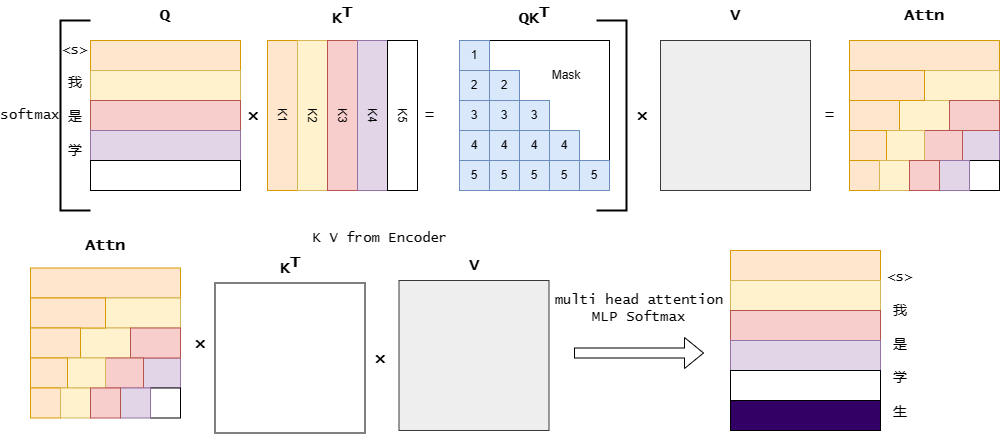 Q
K^T
QK^T
V
Attn
softmax
<s>
我
是
学
×
K1
K2
K3
K4
K5
=
1
Mask
2 2
3 3 3
4 4 4 4
5 5 5 5 5
×
=
Attn
K V from Encoder
K^T
V
×
×
multi head attention
MLP Softmax
<s>
我
是
学
生